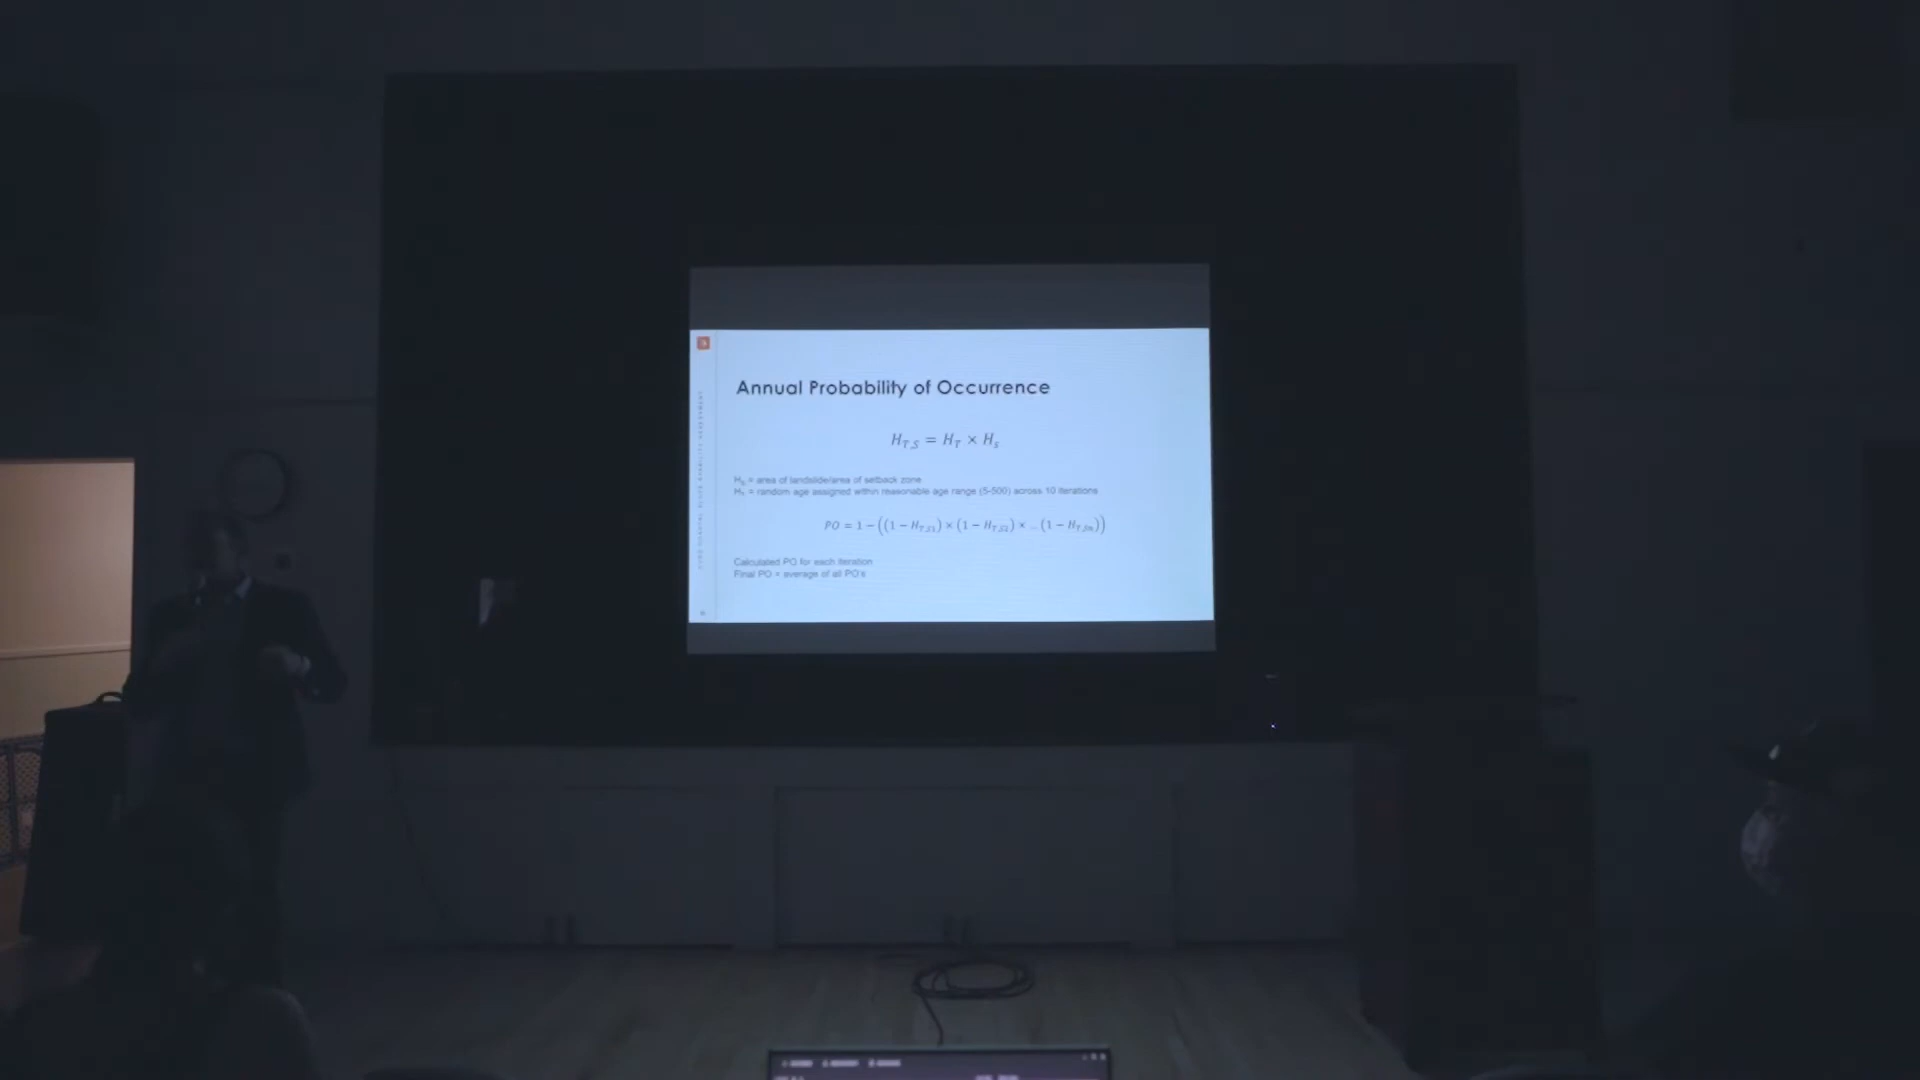 Annual Probability of Occurrence
H_{T,S} = H_T × H_s
H_S = area of landslide/area of setback zone
H_T = random age assigned within reasonable age range (5-500) across 10 iterations
PO = 1 − ((1 − H_{T,S1}) × (1 − H_{T,S2}) × … (1 − H_{T,Sn}))
Calculated PO for each iteration
Final PO = average of all PO's